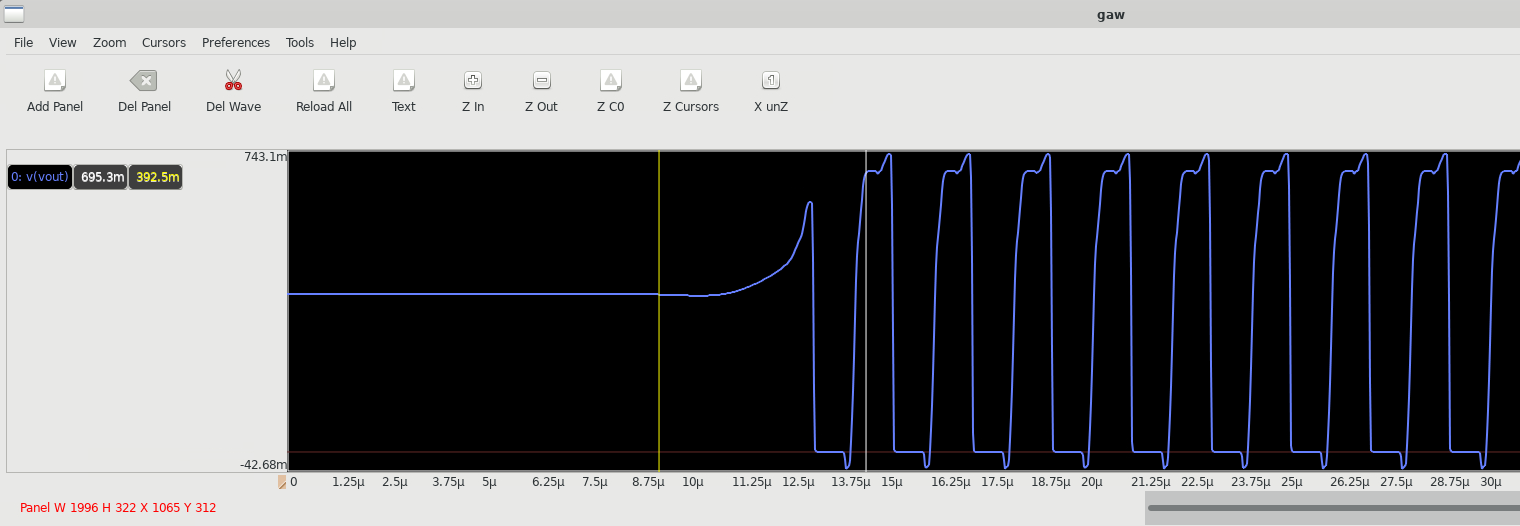 gaw
File View Zoom Cursors Preferences Tools Help
Add Panel Del Panel Del Wave Reload All Text Z In Z Out Z C0 Z Cursors X unZ
743.1m
0: v(vout) 695.3m 392.5m
-42.68m
0 1.25µ 2.5µ 3.75µ 5µ 6.25µ 7.5µ 8.75µ 10µ 11.25µ 12.5µ 13.75µ 15µ 16.25µ 17.5µ 18.75µ 20µ 21.25µ 22.5µ 23.75µ 25µ 26.25µ 27.5µ 28.75µ 30µ
Panel W 1996 H 322 X 1065 Y 312